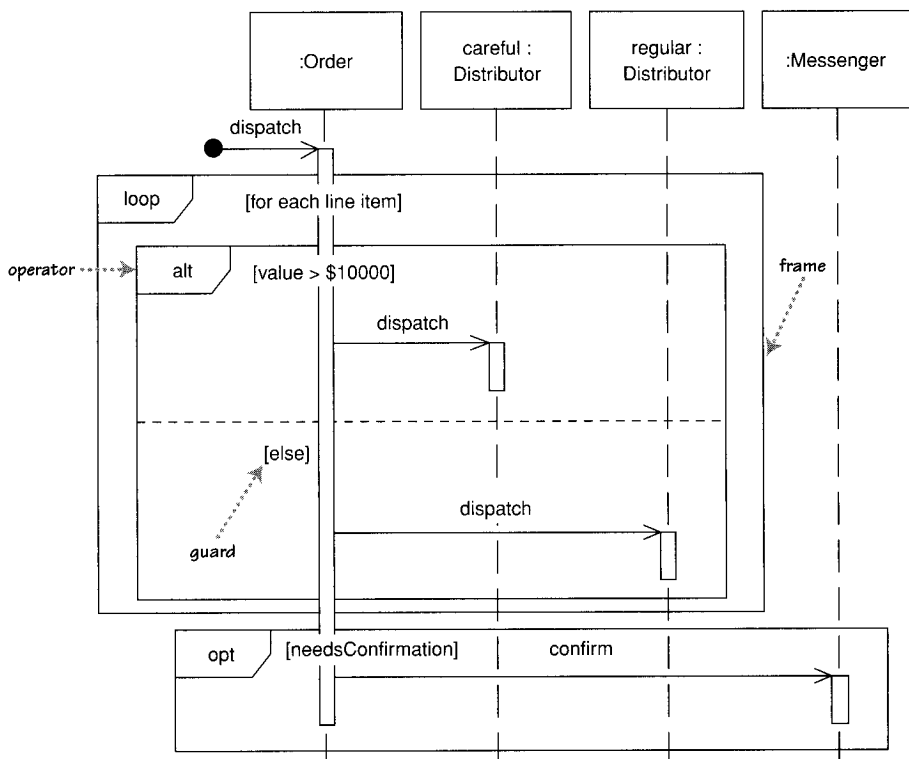 :Order
careful :
Distributor
regular :
Distributor
:Messenger
dispatch
loop
[for each line item]
operator
alt
[value > $10000]
frame
dispatch
[else]
dispatch
guard
opt
[needsConfirmation]
confirm